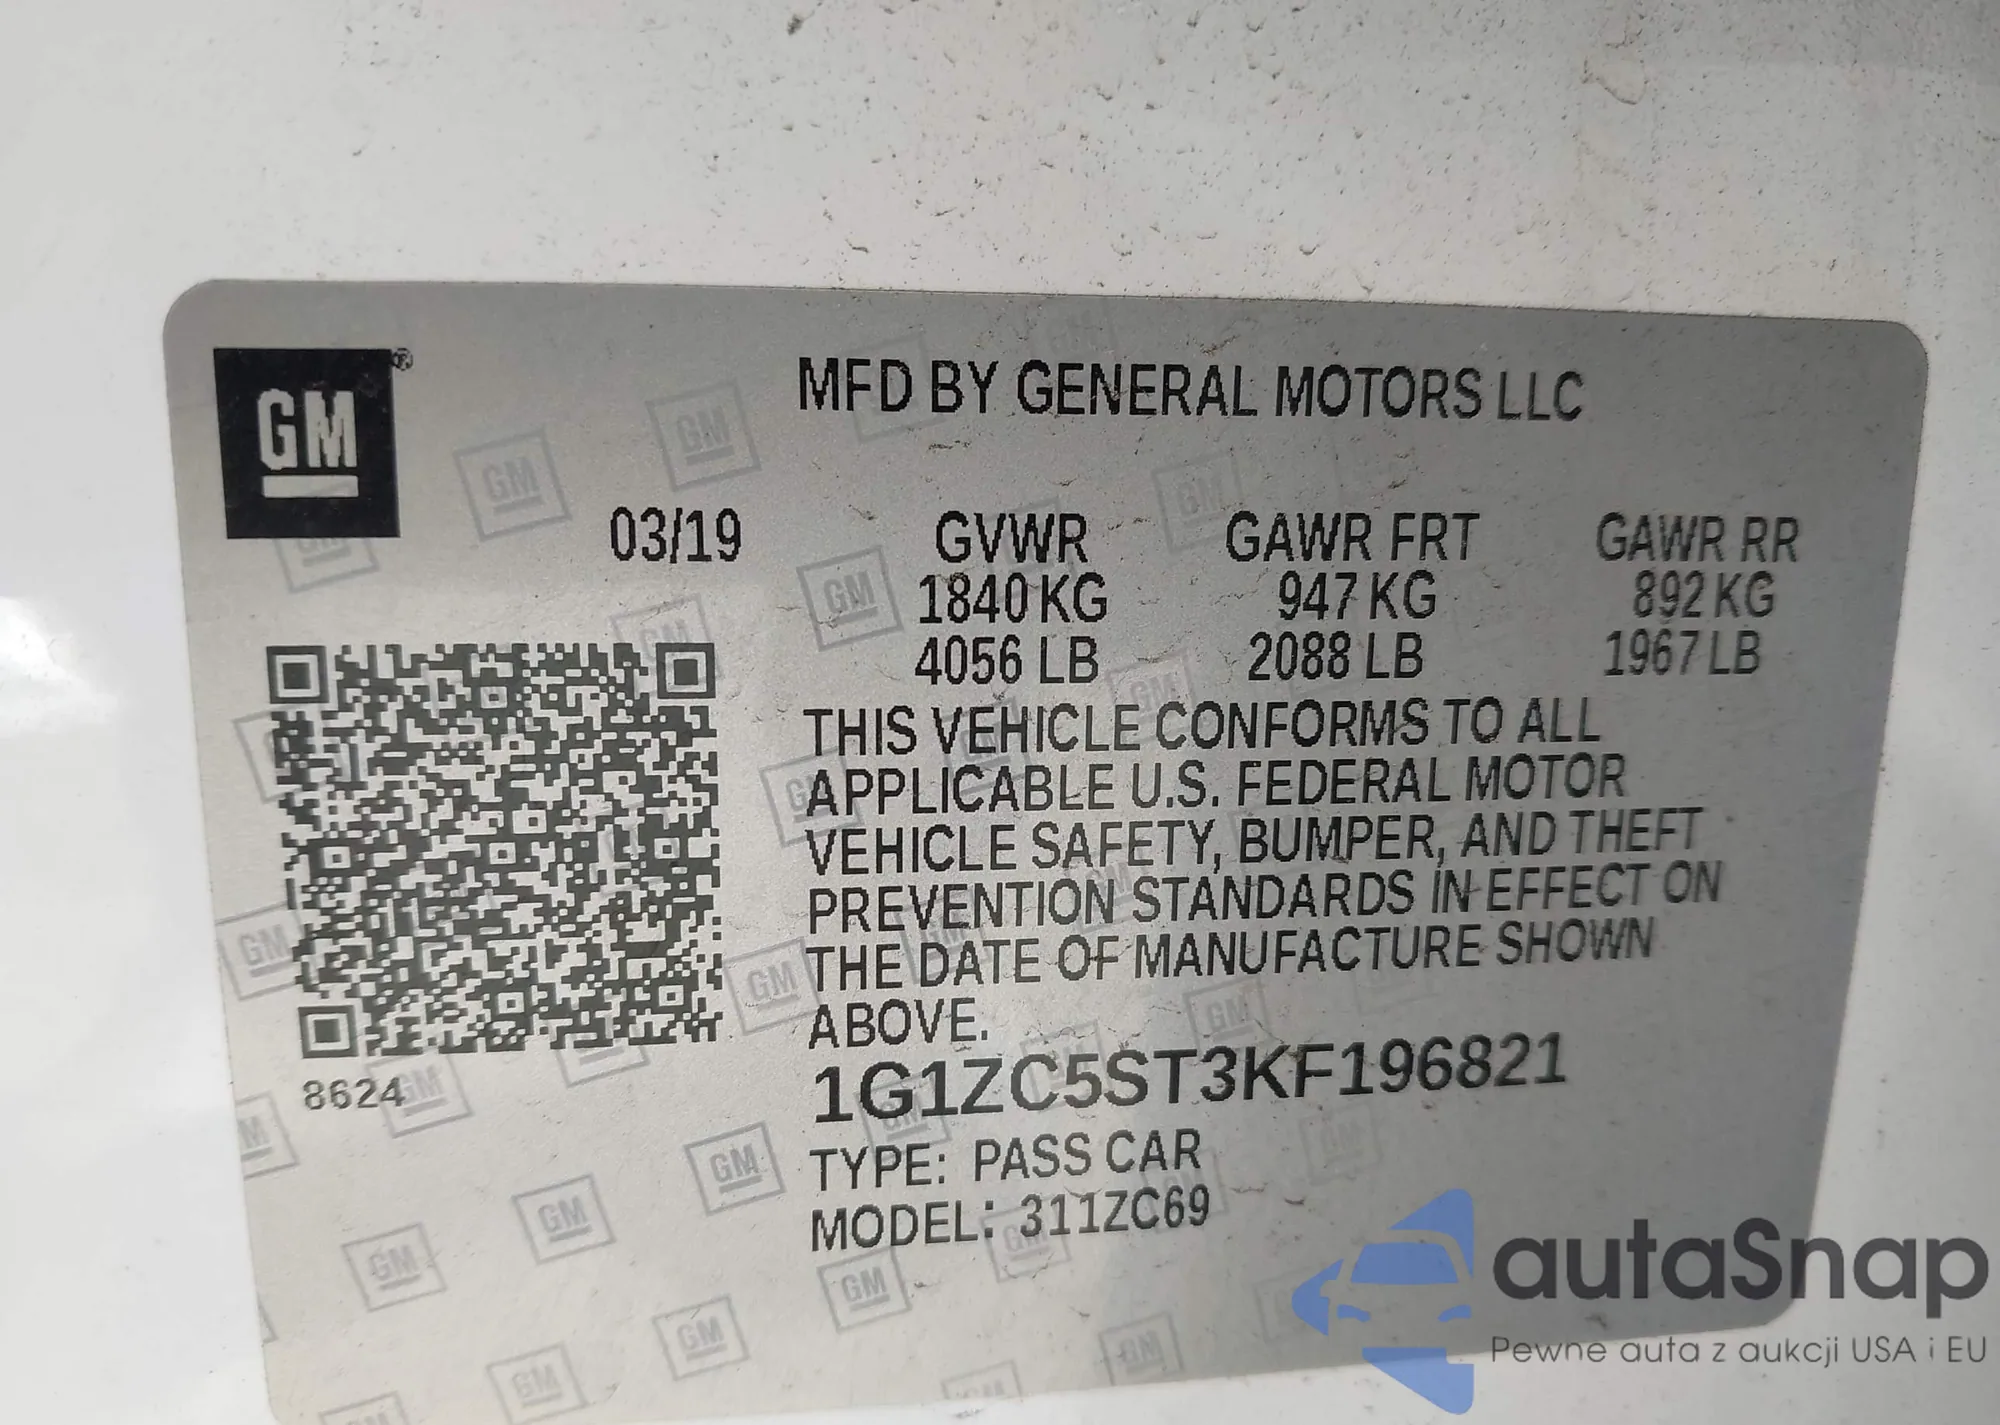 GM®
MFD BY GENERAL MOTORS LLC
03/19 GVWR GAWR FRT GAWR RR
1840 KG 947 KG 892 KG
4056 LB 2088 LB 1967 LB
THIS VEHICLE CONFORMS TO ALL
APPLICABLE U.S. FEDERAL MOTOR
VEHICLE SAFETY, BUMPER, AND THEFT
PREVENTION STANDARDS IN EFFECT ON
THE DATE OF MANUFACTURE SHOWN
ABOVE.
1G1ZC5ST3KF196821
8624
TYPE: PASS CAR
MODEL: 311ZC69
autaSnap
Pewne auta z aukcji USA i EU